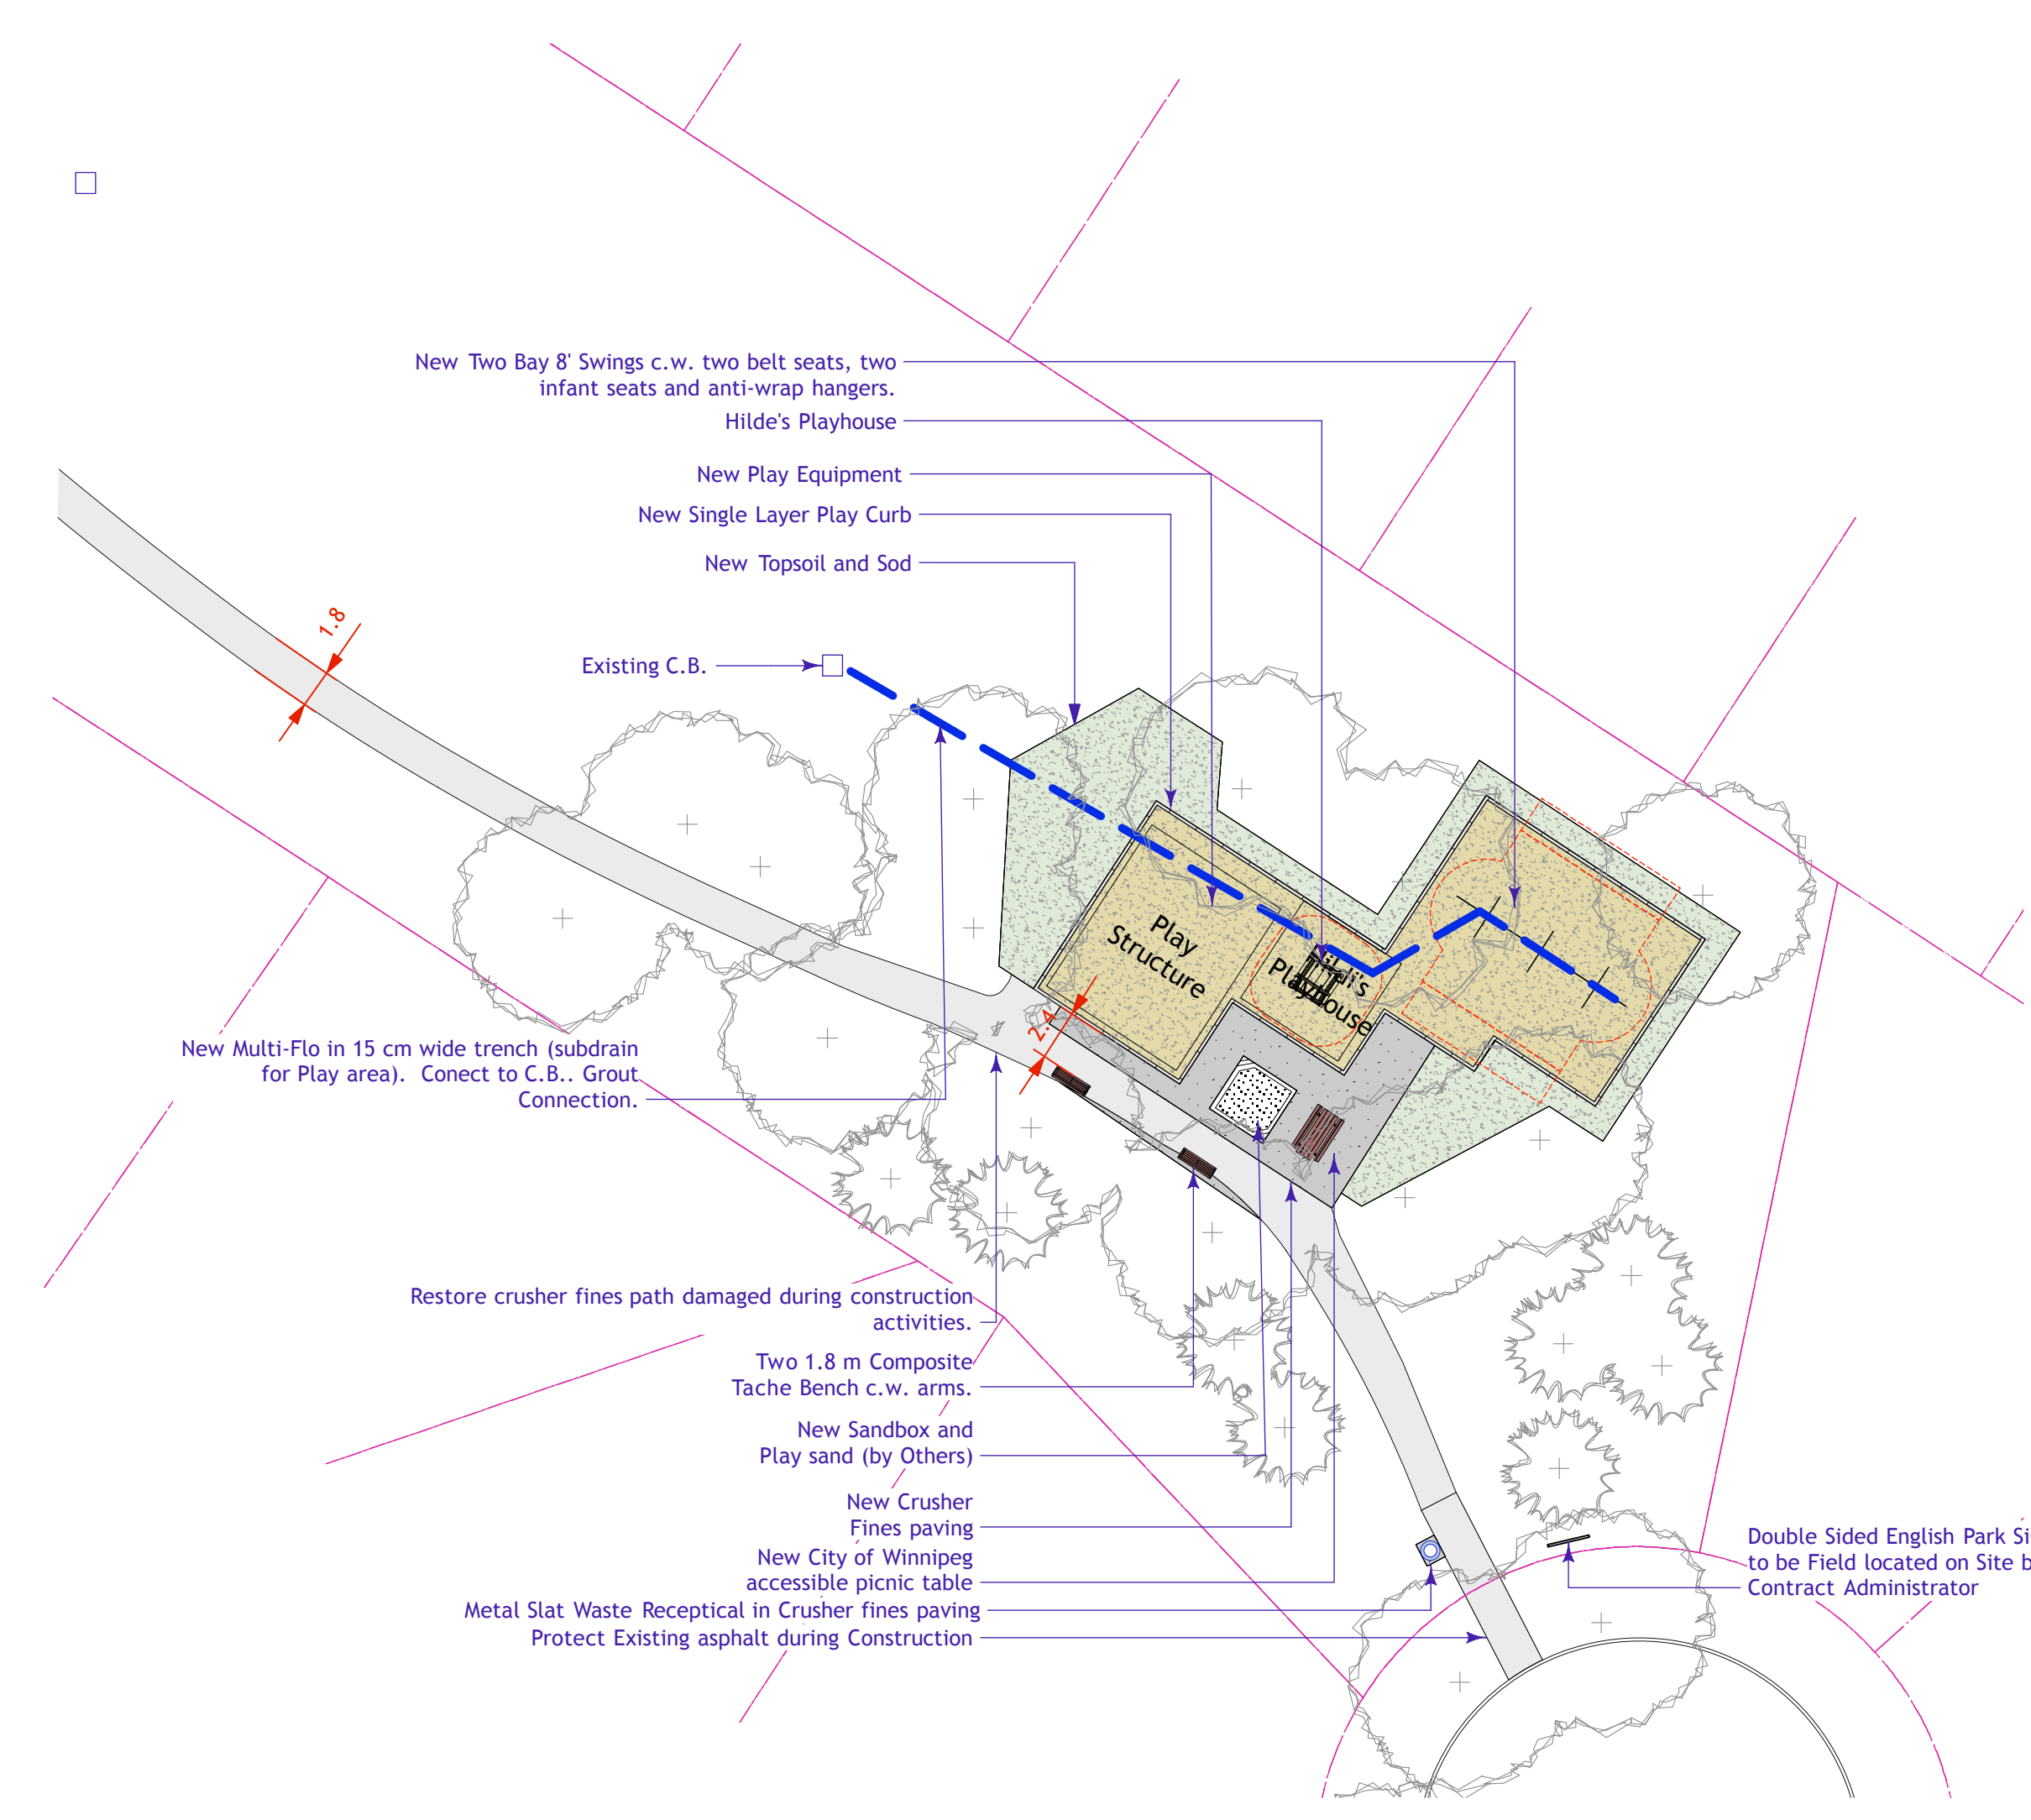 New Two Bay 8' Swings c.w. two belt seats, two
infant seats and anti-wrap hangers.
Hilde's Playhouse
New Play Equipment
New Single Layer Play Curb
New Topsoil and Sod
1.8
Existing C.B.
Play
Structure
Playhouse
2.4
New Multi-Flo in 15 cm wide trench (subdrain
for Play area). Conect to C.B.. Grout
Connection.
Restore crusher fines path damaged during construction
activities.
Two 1.8 m Composite
Tache Bench c.w. arms.
New Sandbox and
Play sand (by Others)
New Crusher
Fines paving
New City of Winnipeg
accessible picnic table
Metal Slat Waste Receptical in Crusher fines paving
Protect Existing asphalt during Construction
Double Sided English Park
to be Field located on Site
Contract Administrator